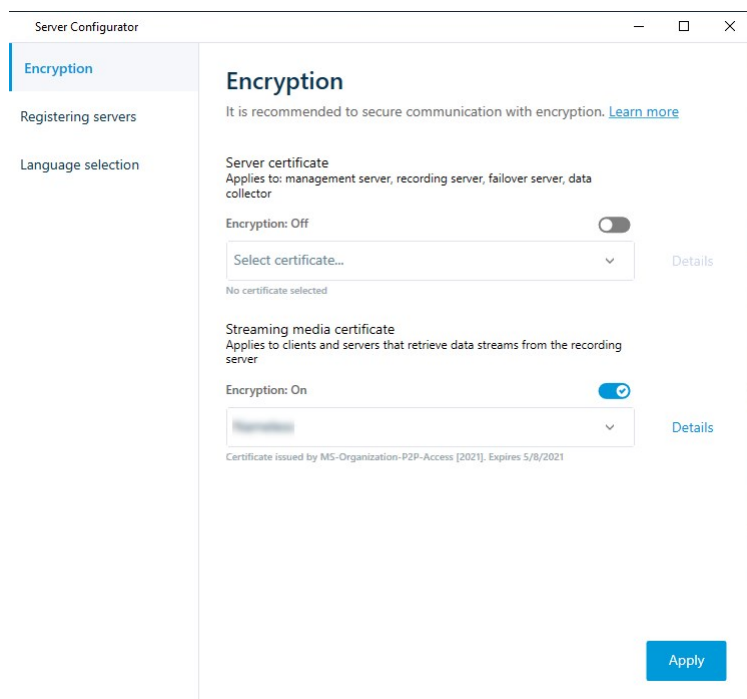 Server Configurator
Encryption
Registering servers
Language selection
Encryption
It is recommended to secure communication with encryption. Learn more
Server certificate
Applies to: management server, recording server, failover server, data
collector
Encryption: Off
Select certificate...
Details
No certificate selected
Streaming media certificate
Applies to clients and servers that retrieve data streams from the recording
server
Encryption: On
Details
Certificate issued by MS-Organization-P2P-Access [2021]. Expires 5/8/2021
Apply